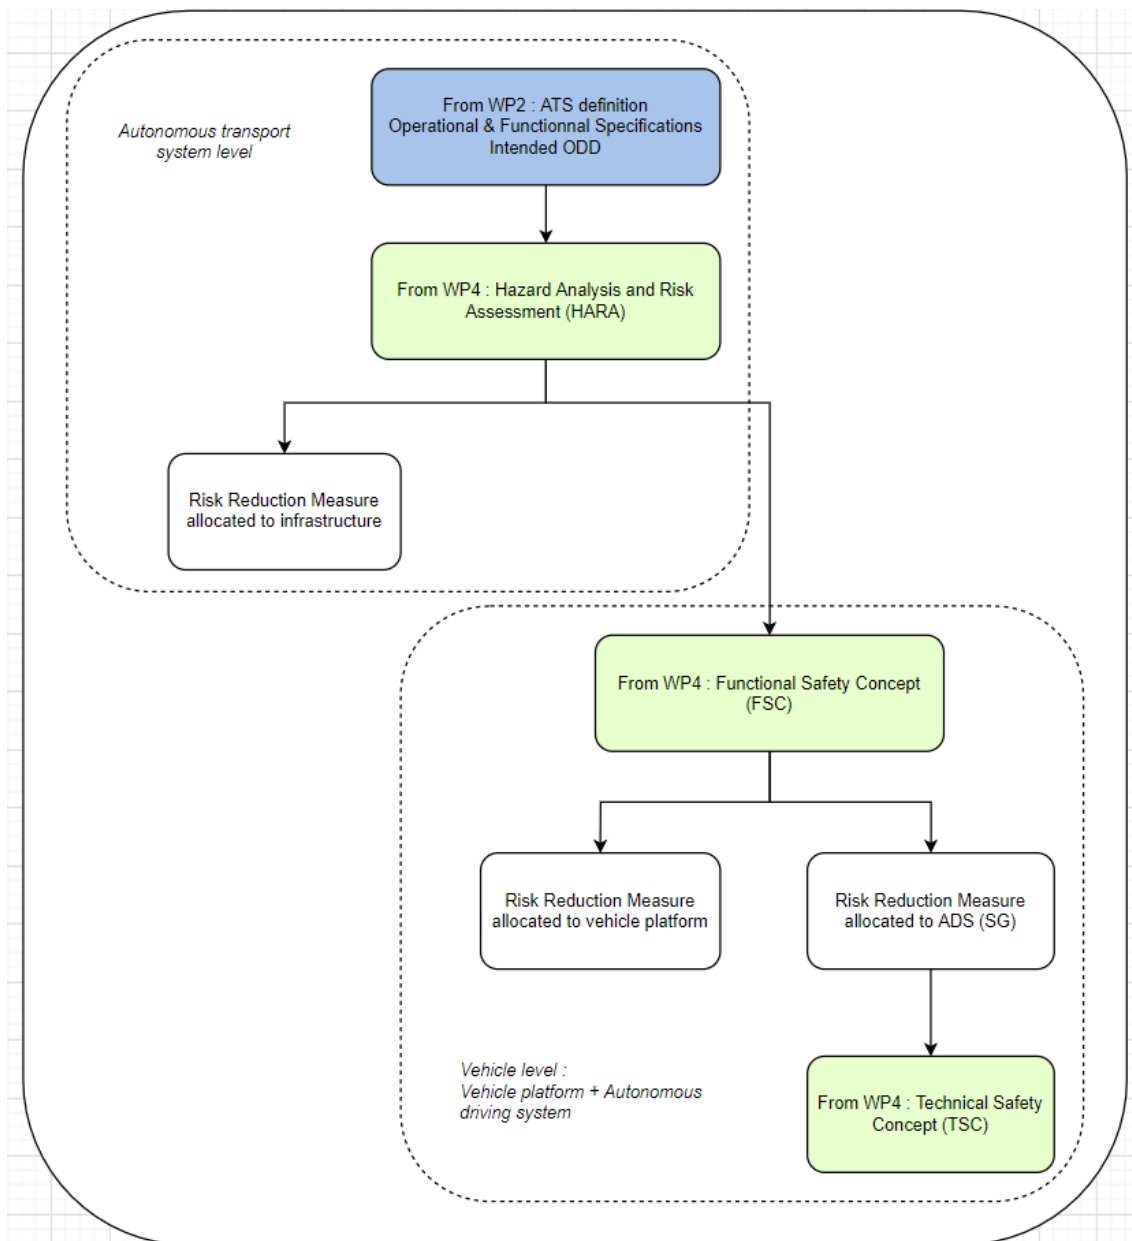 From WP2 : ATS definition
Operational & Functionnal Specifications
Intended ODD
Autonomous transport
system level
From WP4 : Hazard Analysis and Risk
Assessment (HARA)
Risk Reduction Measure
allocated to infrastructure
From WP4 : Functional Safety Concept
(FSC)
Risk Reduction Measure
allocated to vehicle platform
Risk Reduction Measure
allocated to ADS (SG)
Vehicle level :
Vehicle platform + Autonomous
driving system
From WP4 : Technical Safety
Concept (TSC)